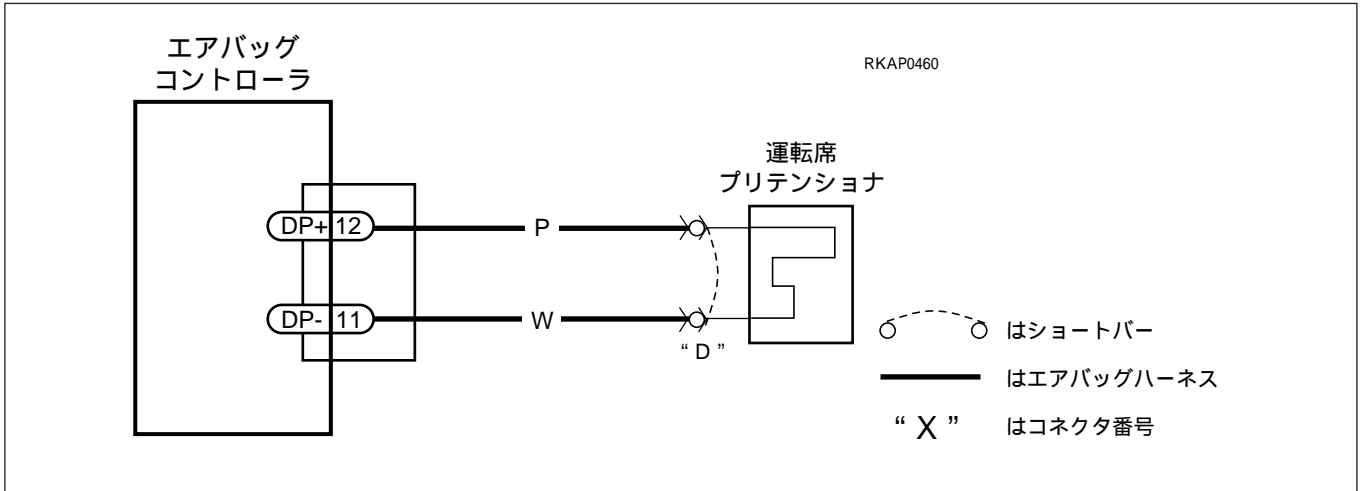 エアバッグ
コントローラ
RKAP0460
運転席
プリテンショナ
DP+ 12
P
DP- 11
W
“ D ”
はショートバー
はエアバッグハーネス
“ X ” はコネクタ番号